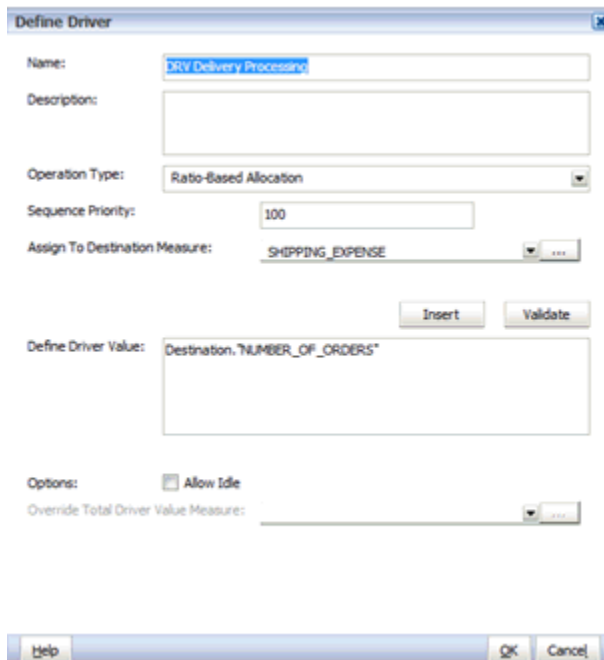 Define Driver
Name: DRV Delivery Processing
Description:
Operation Type: Ratio-Based Allocation
Sequence Priority: 100
Assign To Destination Measure: SHIPPING_EXPENSE ...
Insert Validate
Define Driver Value: Destination."NUMBER_OF_ORDERS"
Options: Allow Idle
Override Total Driver Value Measure: ...
Help OK Cancel